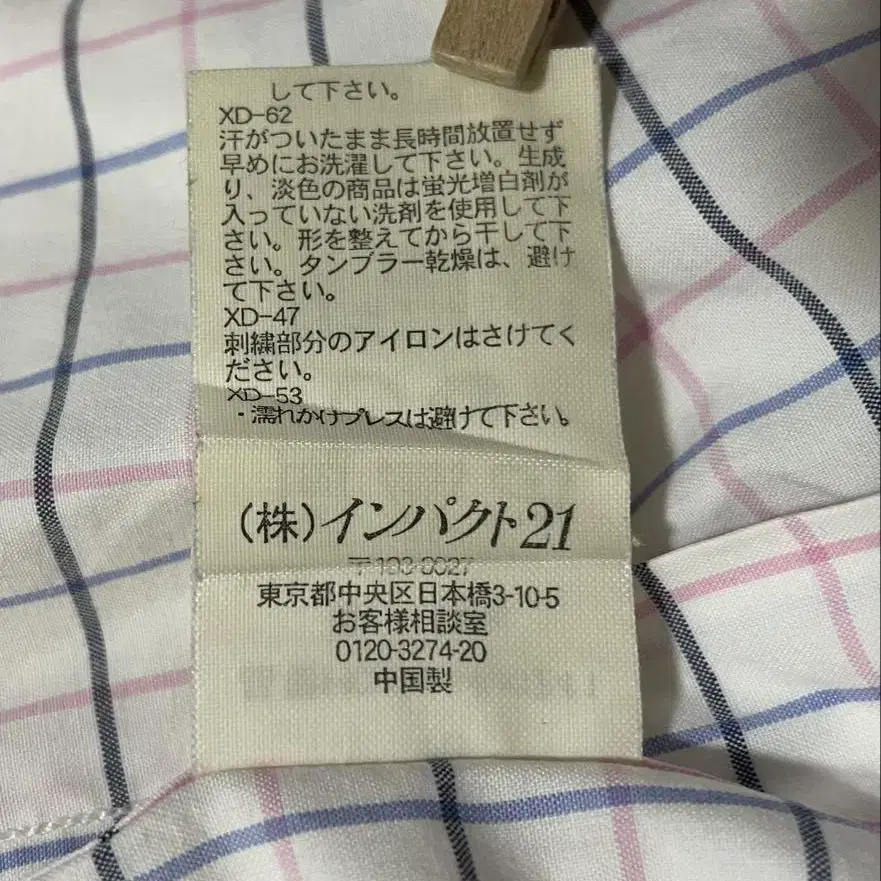 して下さい。
XD-62
汗がついたまま長時間放置せず
早めにお洗濯して下さい。生成
り、淡色の商品は蛍光増白剤が
入っていない洗剤を使用して下
さい。形を整えてから干して下
さい。タンブラー乾燥は、避け
て下さい。
XD-47
刺繍部分のアイロンはさけてく
ださい。
XD-53
・濡れかけプレスは避けて下さい。
(株)インパクト21
〒103-0027
東京都中央区日本橋3-10-5
お客様相談室
0120-3274-20
中国製